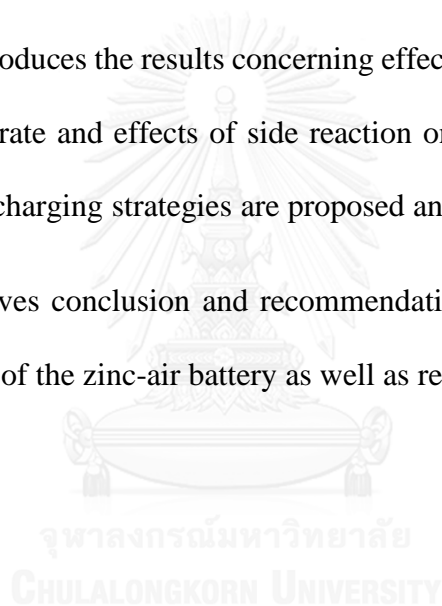 oduces the results concerning effec
rate and effects of side reaction or
charging strategies are proposed an
ves conclusion and recommendati
of the zinc-air battery as well as re
จุฬาลงกรณ์มหาวิทยาลัย
CHULALONGKORN UNIVERSITY